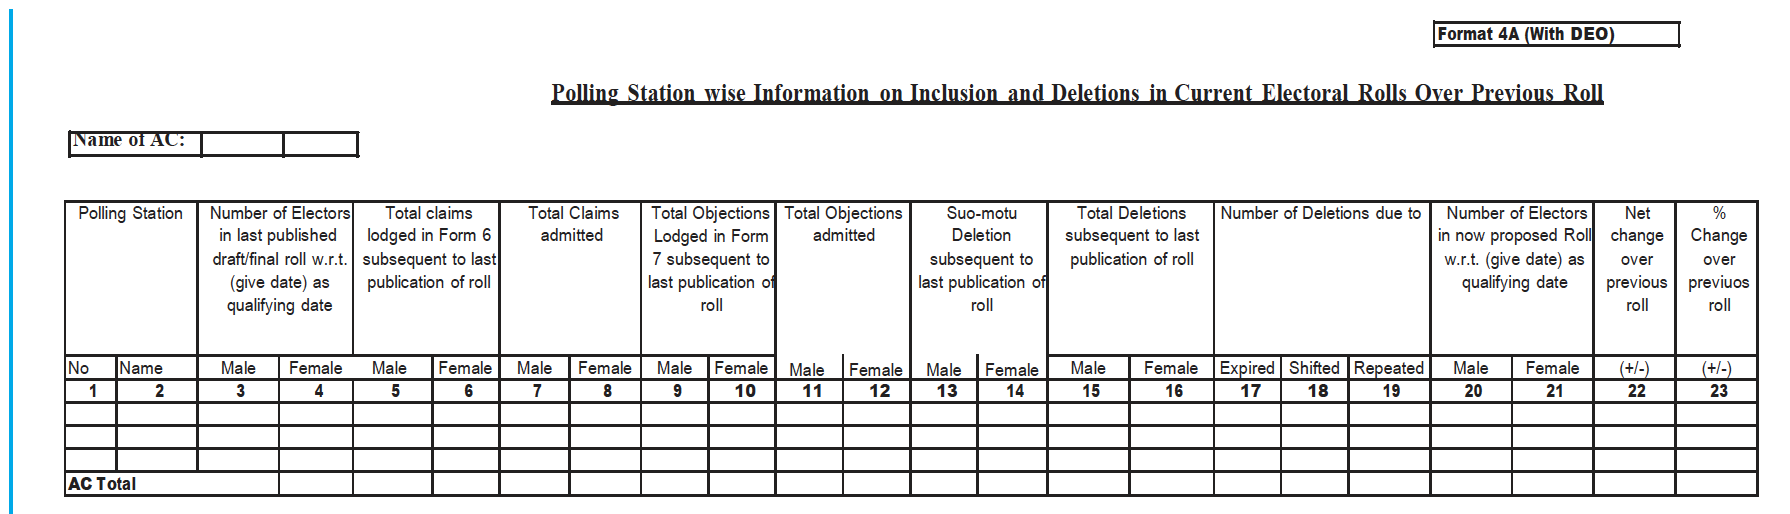 Format 4A (With DEO)
Polling Station wise Information on Inclusion and Deletions in Current Electoral Rolls Over Previous Roll
Name of AC:
Polling Station
Number of Electors
in last published
draft/final roll w.r.t.
(give date) as
qualifying date
Total claims
lodged in Form 6
subsequent to last
publication of roll
Total Claims
admitted
Total Objections
Lodged in Form
7 subsequent to
last publication of
roll
Total Objections
admitted
Suo-motu
Deletion
subsequent to
last publication of
roll
Total Deletions
subsequent to last
publication of roll
Number of Deletions due to
Number of Electors
in now proposed Roll
w.r.t. (give date) as
qualifying date
Net
change
over
previous
roll
%
Change
over
previuos
roll
No Name Male Female Male Female Male Female Male Female Male Female Male Female Male Female Expired Shifted Repeated Male Female (+/-) (+/-)
1 2 3 4 5 6 7 8 9 10 11 12 13 14 15 16 17 18 19 20 21 22 23
AC Total